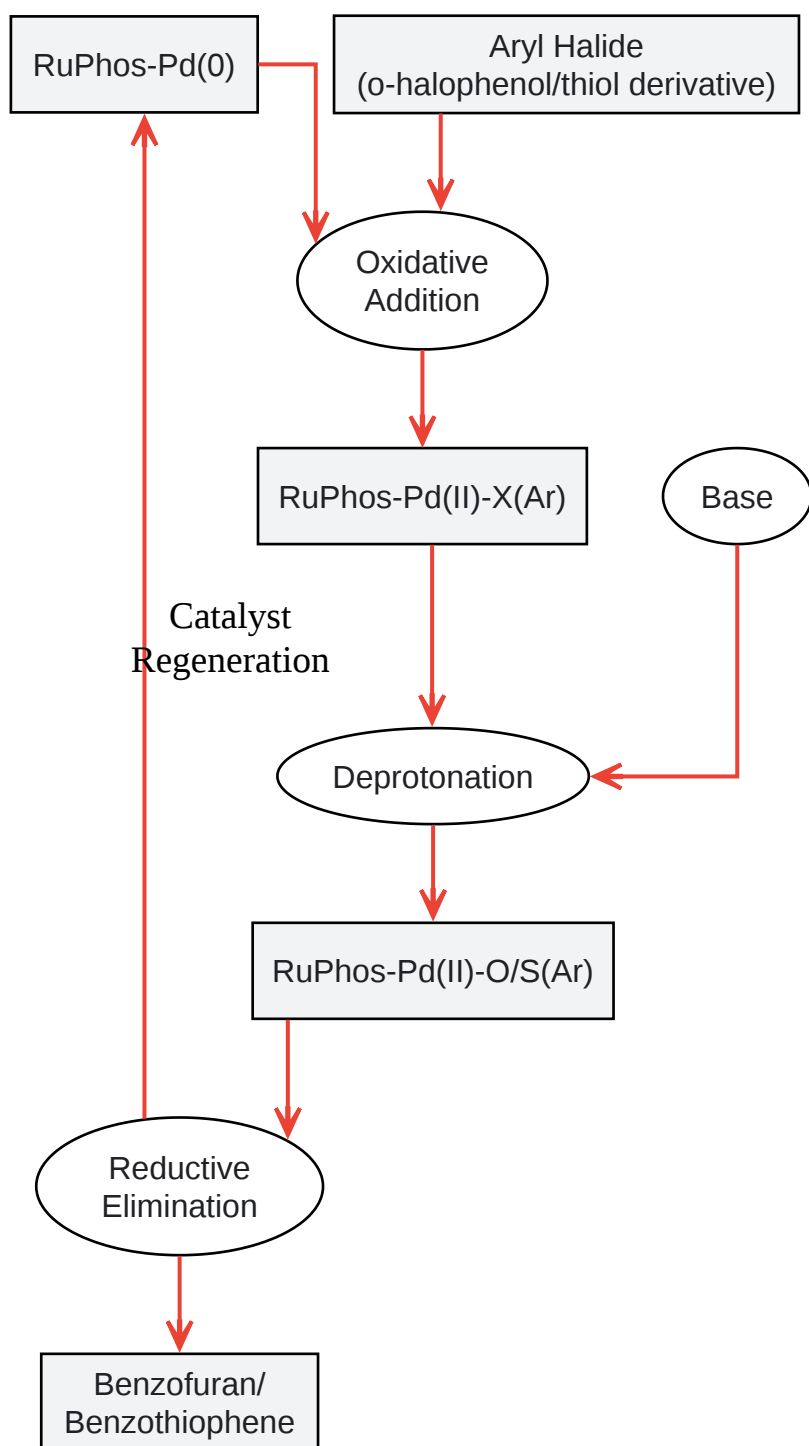 RuPhos-Pd(0)
Aryl Halide
(o-halophenol/thiol derivative)
Oxidative
Addition
RuPhos-Pd(II)-X(Ar)
Base
Catalyst
Regeneration
Deprotonation
RuPhos-Pd(II)-O/S(Ar)
Reductive
Elimination
Benzofuran/
Benzothiophene